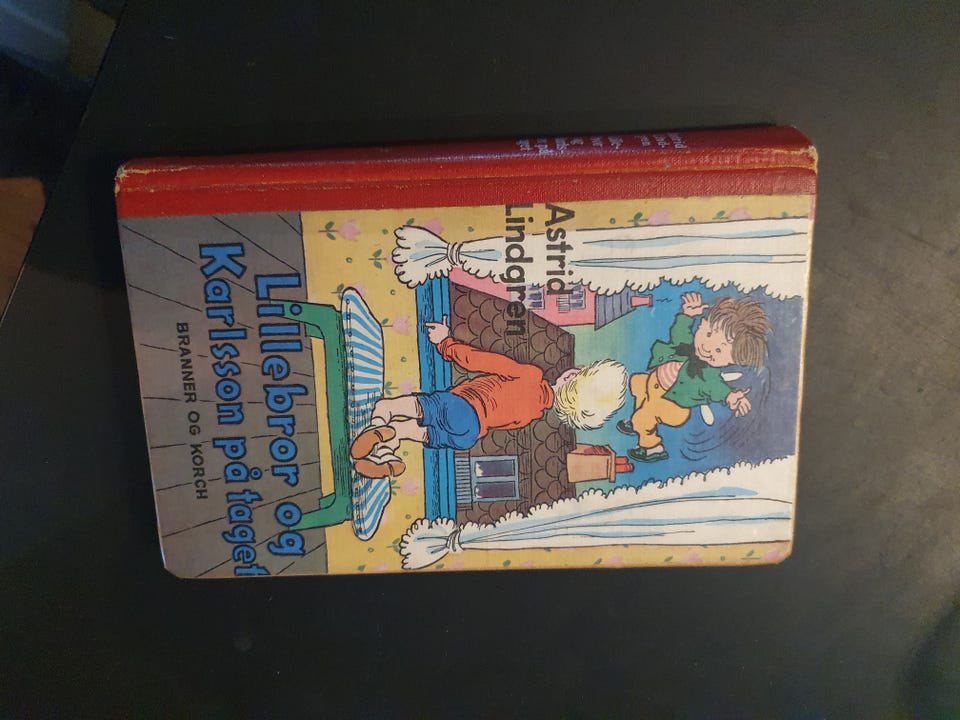 Astrid
Lindgren
Lillebror og
Karlsson på taget
BRANNER OG KORCH